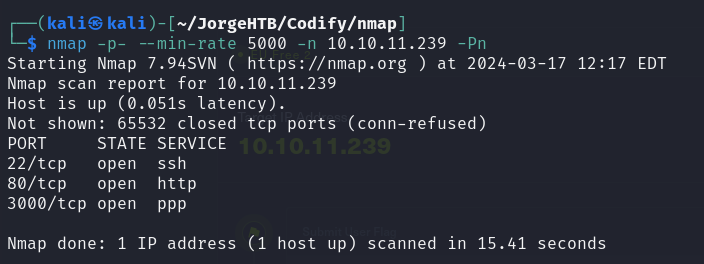 ┌──(kali㉿kali)-[~/JorgeHTB/Codify/nmap]
└─$ nmap -p- --min-rate 5000 -n 10.10.11.239 -Pn
Starting Nmap 7.94SVN ( https://nmap.org ) at 2024-03-17 12:17 EDT
Nmap scan report for 10.10.11.239
Host is up (0.051s latency).
Not shown: 65532 closed tcp ports (conn-refused)
10.10.11.239
PORT     STATE SERVICE
22/tcp   open  ssh
80/tcp   open  http
3000/tcp open  ppp
Nmap done: 1 IP address (1 host up) scanned in 15.41 seconds